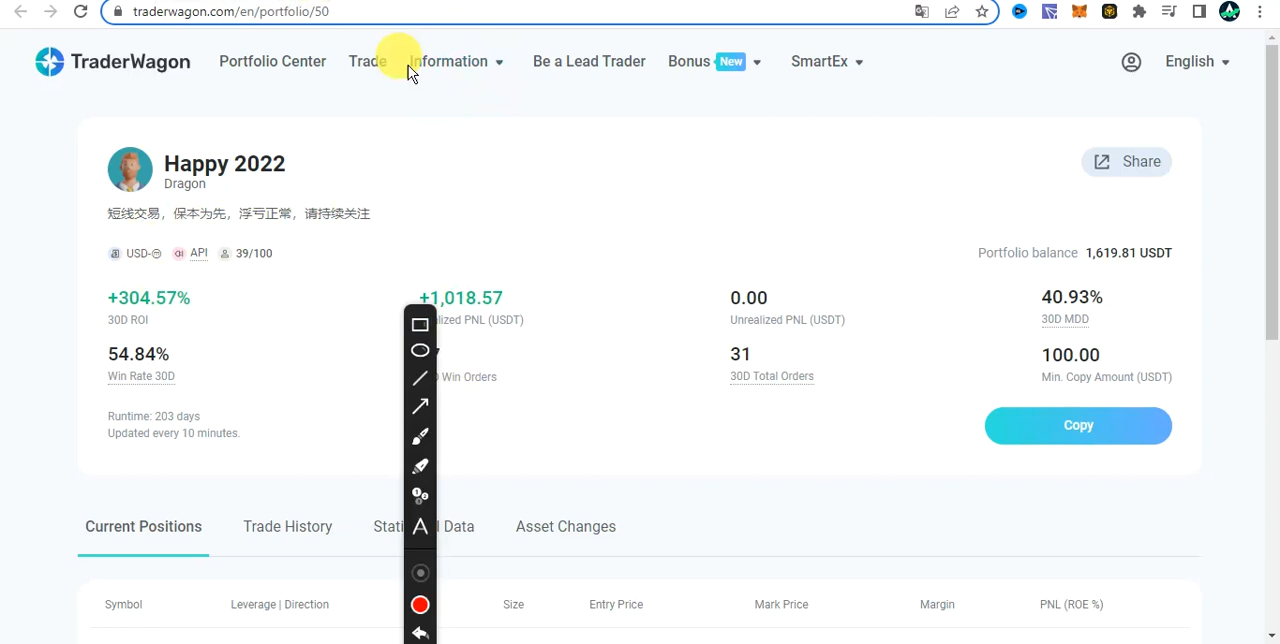 traderwagon.com/en/portfolio/50
TraderWagon
Portfolio Center
Trade
Information
Be a Lead Trader
Bonus New
SmartEx
English
Happy 2022
Dragon
Share
短线交易，保本为先，浮亏正常，请持续关注
USD-
API
39/100
Portfolio balance 1,619.81 USDT
+304.57%
30D ROI
+1,018.57
PNL (USDT)
0.00
Unrealized PNL (USDT)
40.93%
30D MDD
54.84%
Win Rate 30D
Win Orders
31
30D Total Orders
100.00
Min. Copy Amount (USDT)
Runtime: 203 days
Updated every 10 minutes.
Copy
Current Positions
Trade History
Data
Asset Changes
Symbol
Leverage | Direction
Size
Entry Price
Mark Price
Margin
PNL (ROE %)